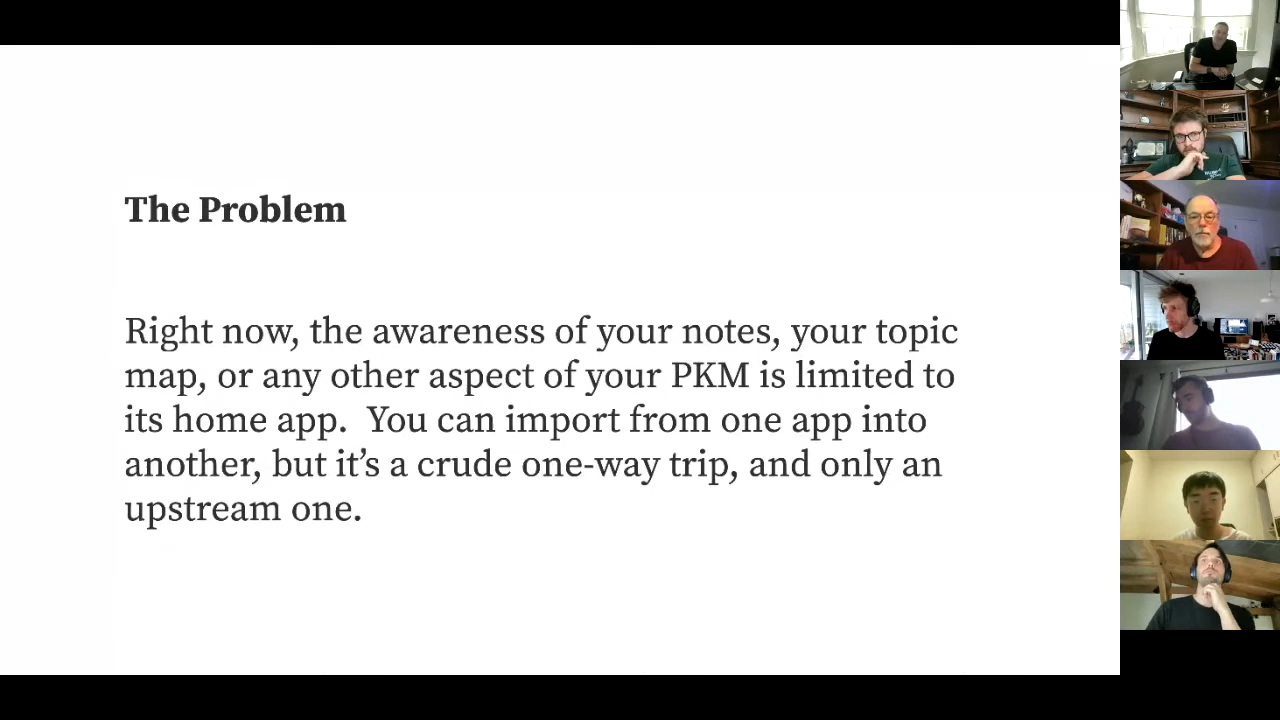 The Problem
Right now, the awareness of your notes, your topic
map, or any other aspect of your PKM is limited to
its home app.  You can import from one app into
another, but it’s a crude one-way trip, and only an
upstream one.